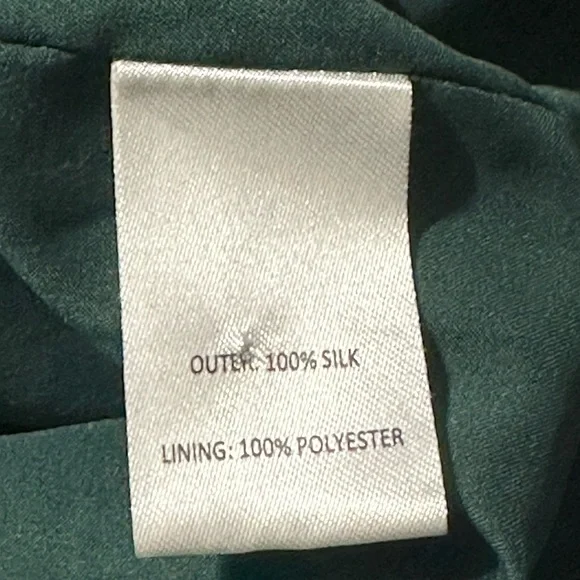 OUTER: 100% SILK
LINING: 100% POLYESTER